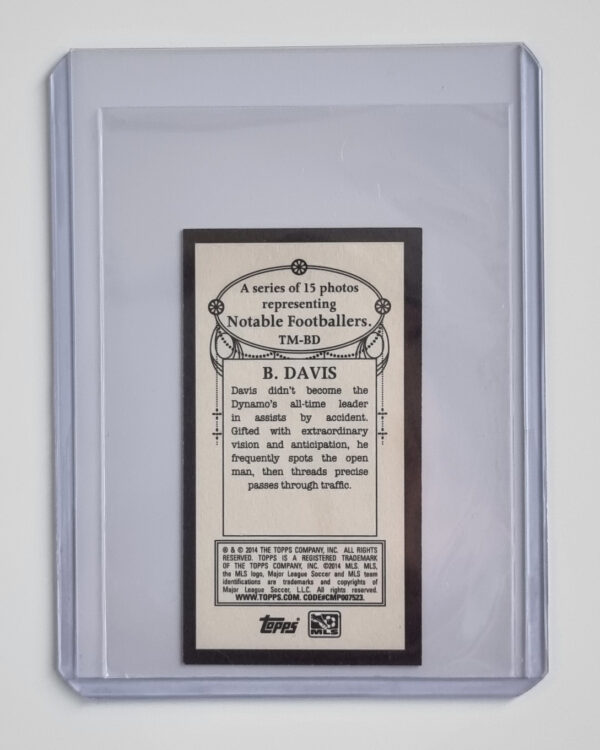 A series of 15 photos
representing
Notable Footballers.
TM-BD
B. DAVIS
Davis didn't become the
Dynamo's all-time leader
in assists by accident.
Gifted with extraordinary
vision and anticipation, he
frequently spots the open
man, then threads precise
passes through traffic.
® & © 2014 THE TOPPS COMPANY, INC. ALL RIGHTS
RESERVED. TOPPS IS A REGISTERED TRADEMARK
OF THE TOPPS COMPANY, INC. ©2014 MLS. MLS,
the MLS logo, Major League Soccer and MLS team
identifications are trademarks and copyrights of
Major League Soccer, L.L.C. All rights reserved.
WWW.TOPPS.COM. CODE#CMP007523.
topps® MLS